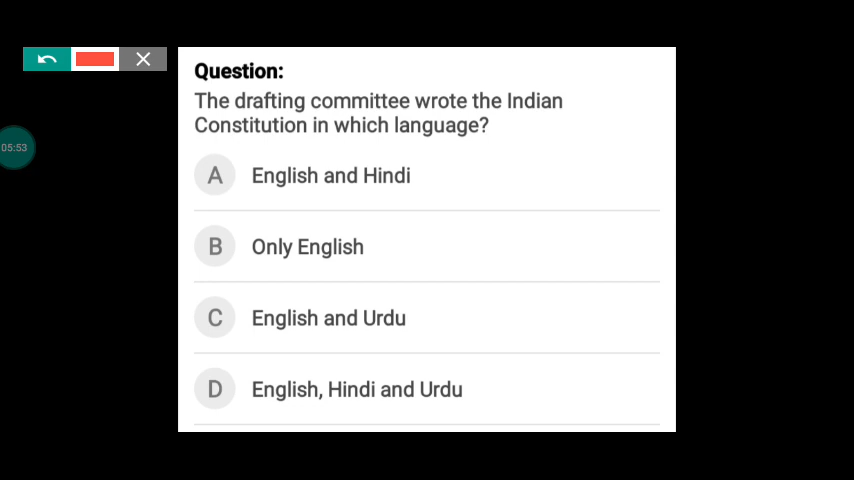 Question:
The drafting committee wrote the Indian
Constitution in which language?
A English and Hindi
B Only English
C English and Urdu
D English, Hindi and Urdu
05:53